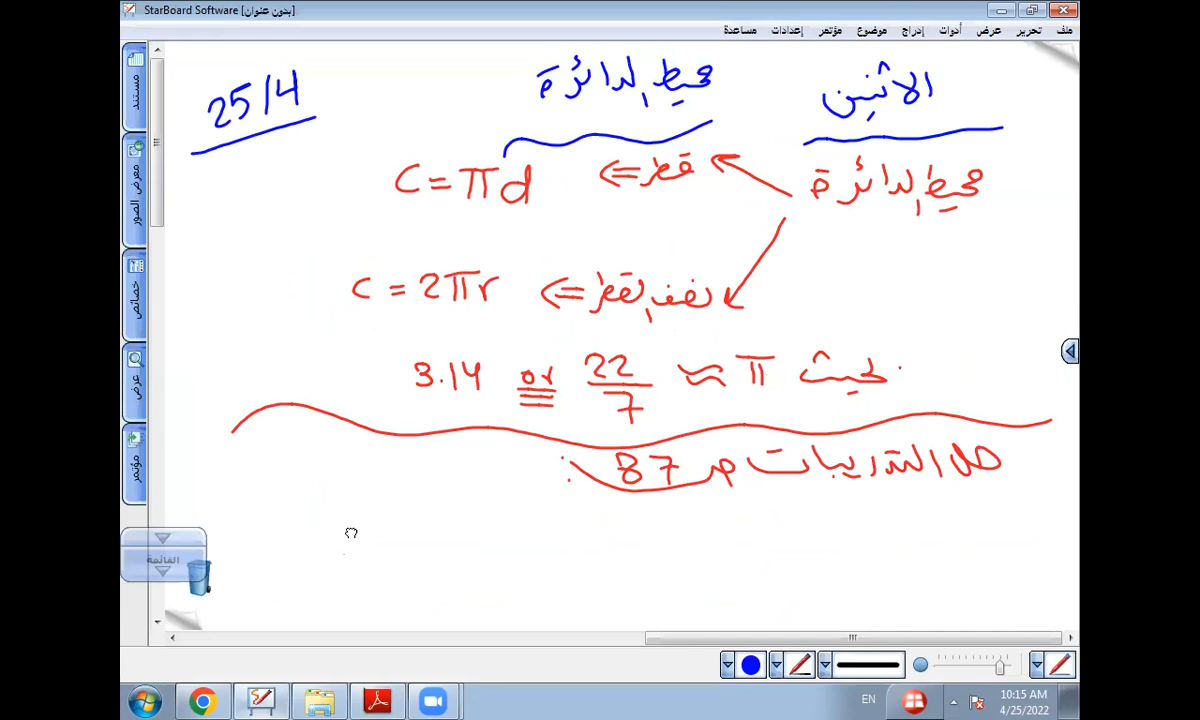 StarBoard Software [بدون عنوان]
ملف تحرير عرض أدوات إدراج موضوع مؤتمر إعدادات مساعدة
مستند
معرض الصور
خصائص
عرض
مؤتمر
القائمة
الاثنين محيط الدائرة 25/4
محيط الدائرة
قطر ⇐ C = πd
نصف القطر ⇐ C = 2πr
حيث π ≈ 22/7 or 3.14
حل التدريبات ص 87 :
EN
10:15 AM
4/25/2022